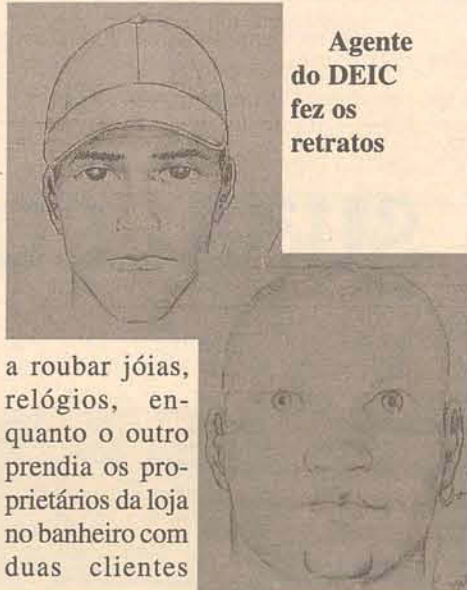 Agente
do DEIC
fez os
retratos
a roubar jóias,
relógios, en-
quanto o outro
prendia os pro-
prietários da loja
no banheiro com
duas clientes